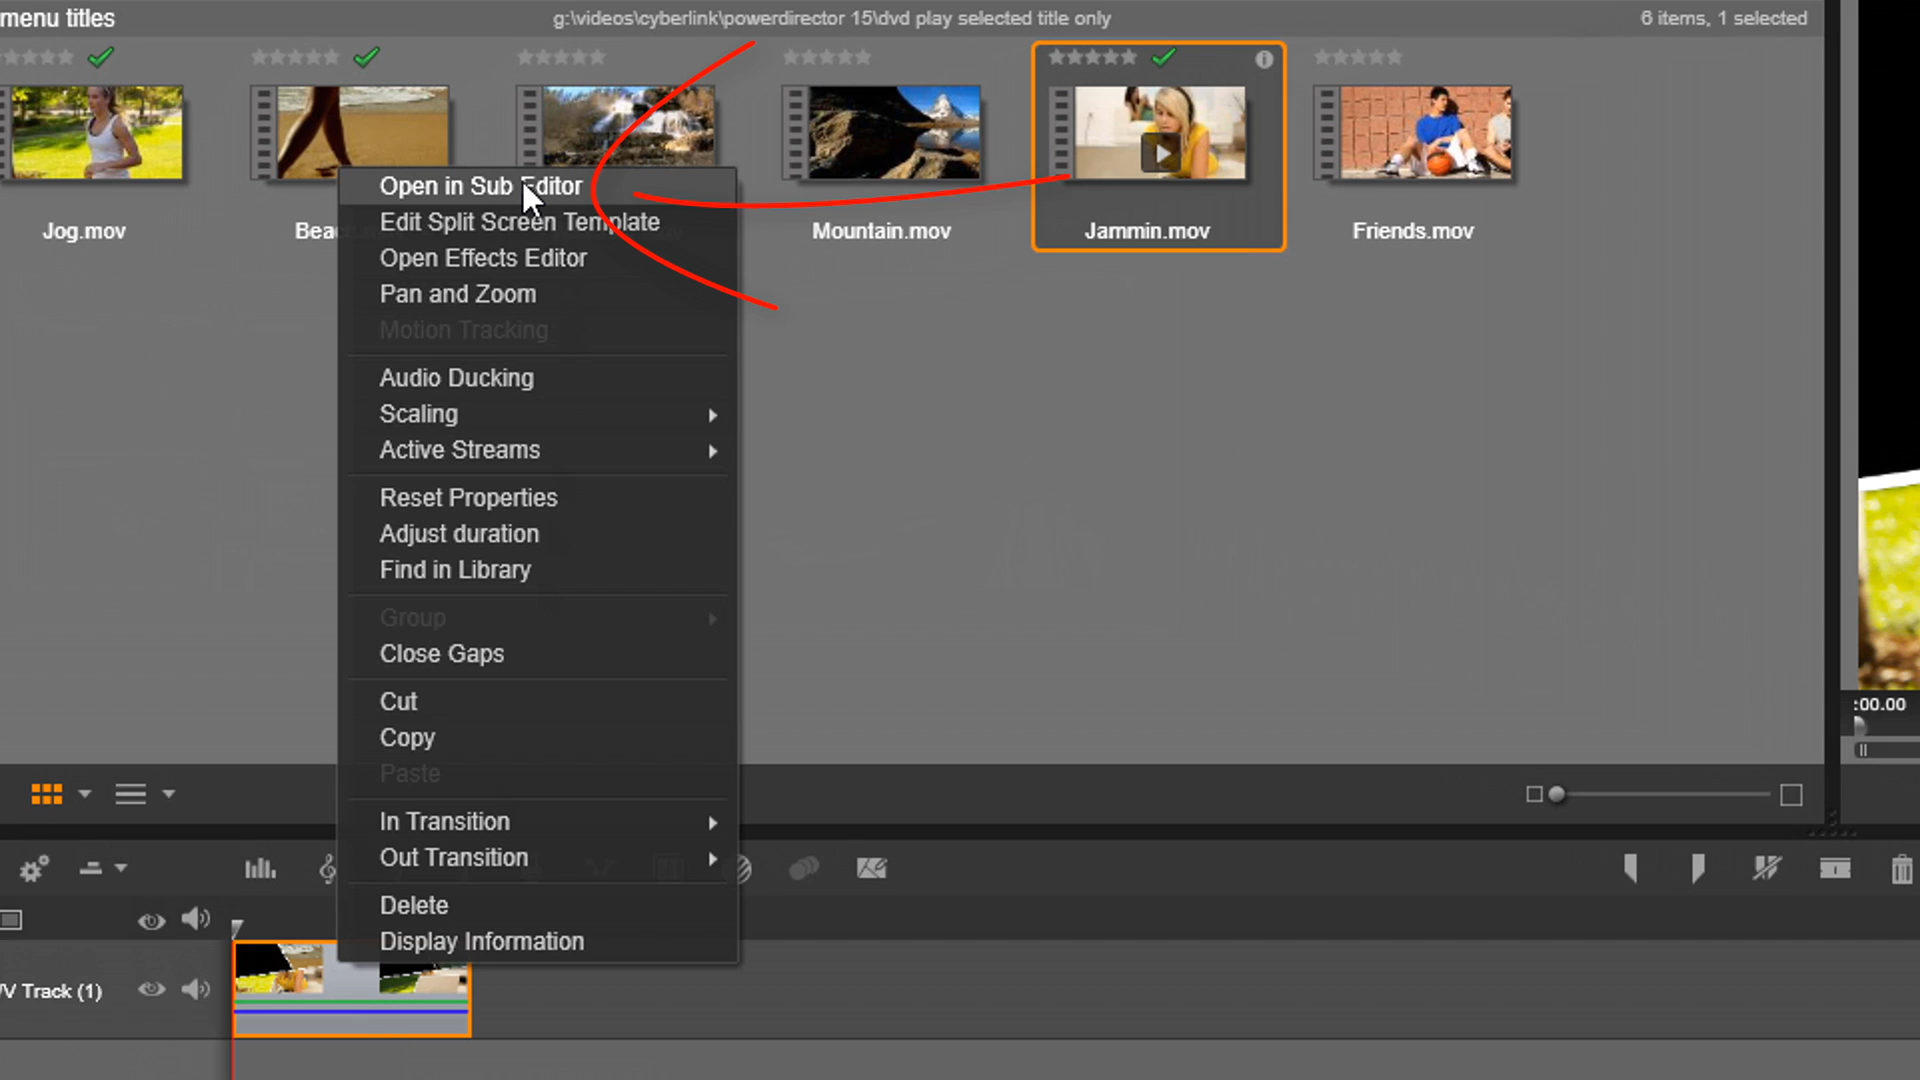 menu titles
g:\videos\cyberlink\powerdirector 15\dvd play selected title only
6 items, 1 selected
Jog.mov
Mountain.mov
Jammin.mov
Friends.mov
Open in Sub Editor
Edit Split Screen Template
Open Effects Editor
Pan and Zoom
Motion Tracking
Audio Ducking
Scaling
Active Streams
Reset Properties
Adjust duration
Find in Library
Group
Close Gaps
Cut
Copy
Paste
In Transition
Out Transition
Delete
Display Information
:00.00
/V Track (1)